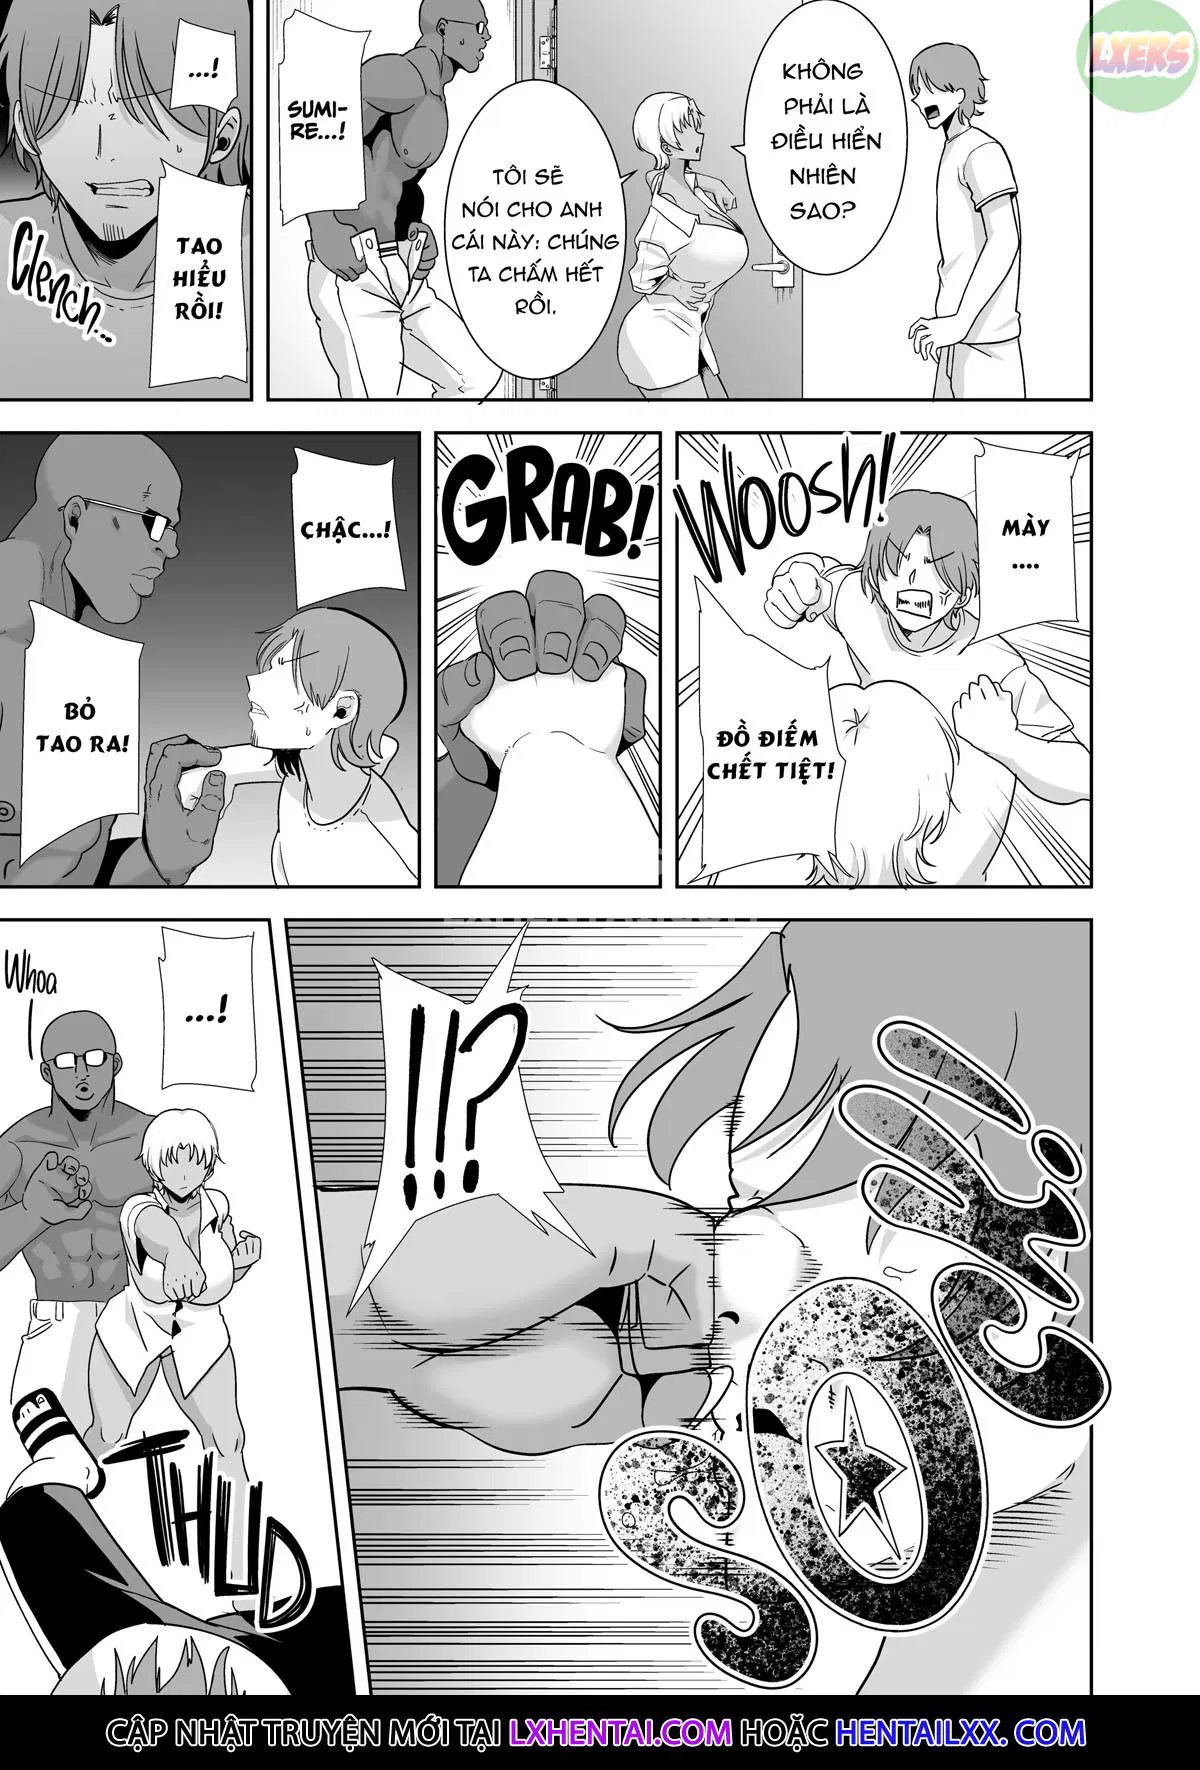 LXERS
KHÔNG
PHẢI LÀ
ĐIỀU HIỂN
NHIÊN
SAO?
TÔI SẼ
NÓI CHO ANH
CÁI NÀY: CHÚNG
TA CHẤM HẾT
RỒI.
SUMI-
RE...!
...!
TAO
HIỂU
RỒI!
Clench...
MÀY
....
WOOSH!
ĐỒ ĐIẾM
CHẾT TIỆT!
GRAB!
CHẬC...!
BỎ
TAO RA!
!!?
SOCK!!
...!
Whoa
THUD
CẬP NHẬT TRUYỆN MỚI TẠI LXHENTAI.COM HOẶC HENTAILXX. COM